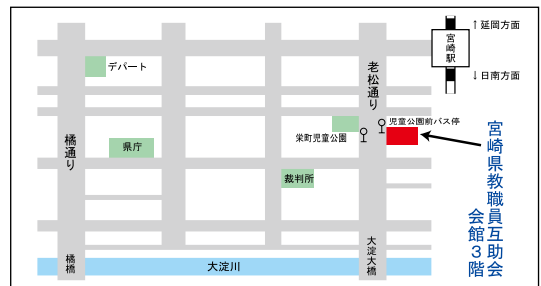 ↑延岡方面
宮崎駅
↓日南方面
デパート
老松通り
児童公園前バス停
栄町児童公園
橘通り
県庁
裁判所
宮崎県教職員互助会
会館3階
橘橋
大淀川
大淀大橋